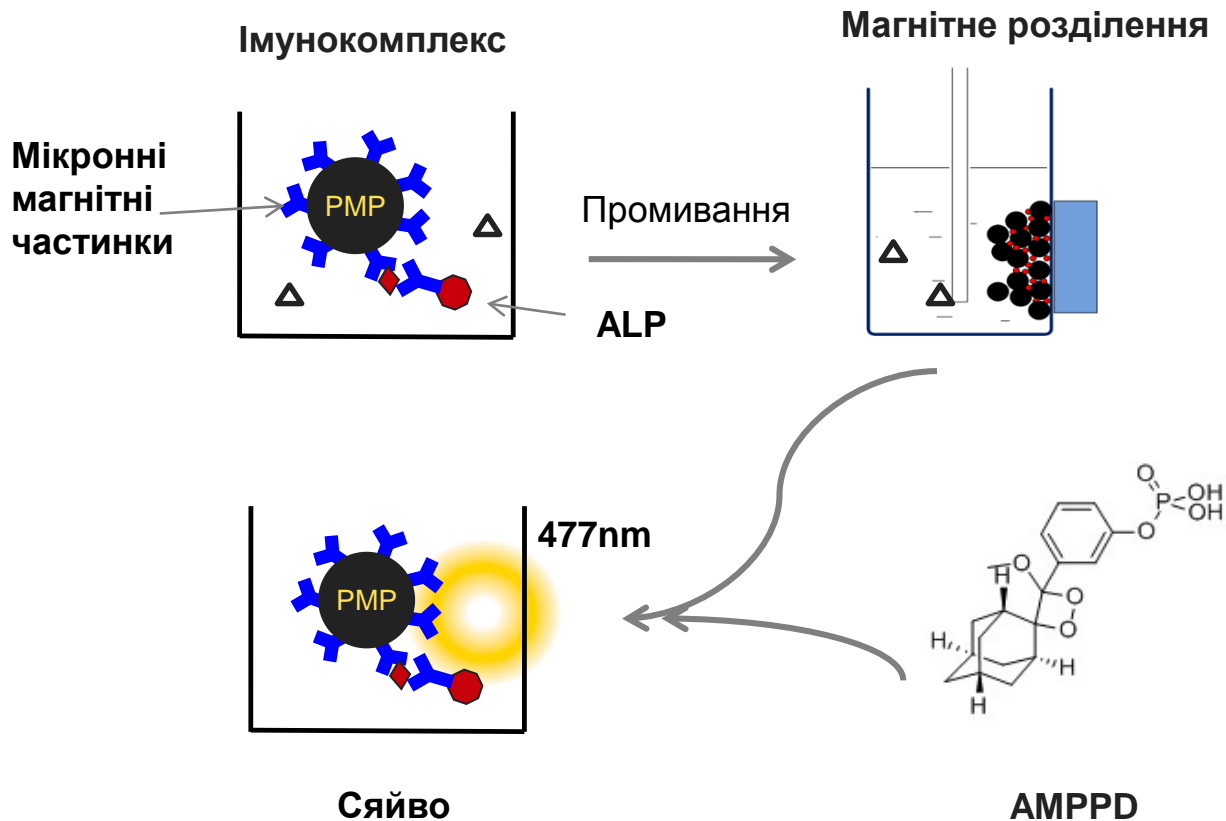 Імунокомплекс
Магнітне розділення
Мікронні
магнітні
частинки
PMP
Промивання
ALP
477nm
PMP
O
P
OH
OH
O
O
H
O
O
H
H
H
Сяйво
AMPPD